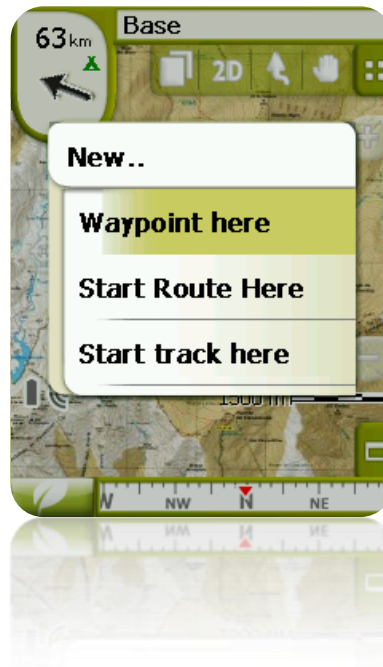 63km
Base
2D
New..
Waypoint here
Start Route Here
Start track here
W NW N NE